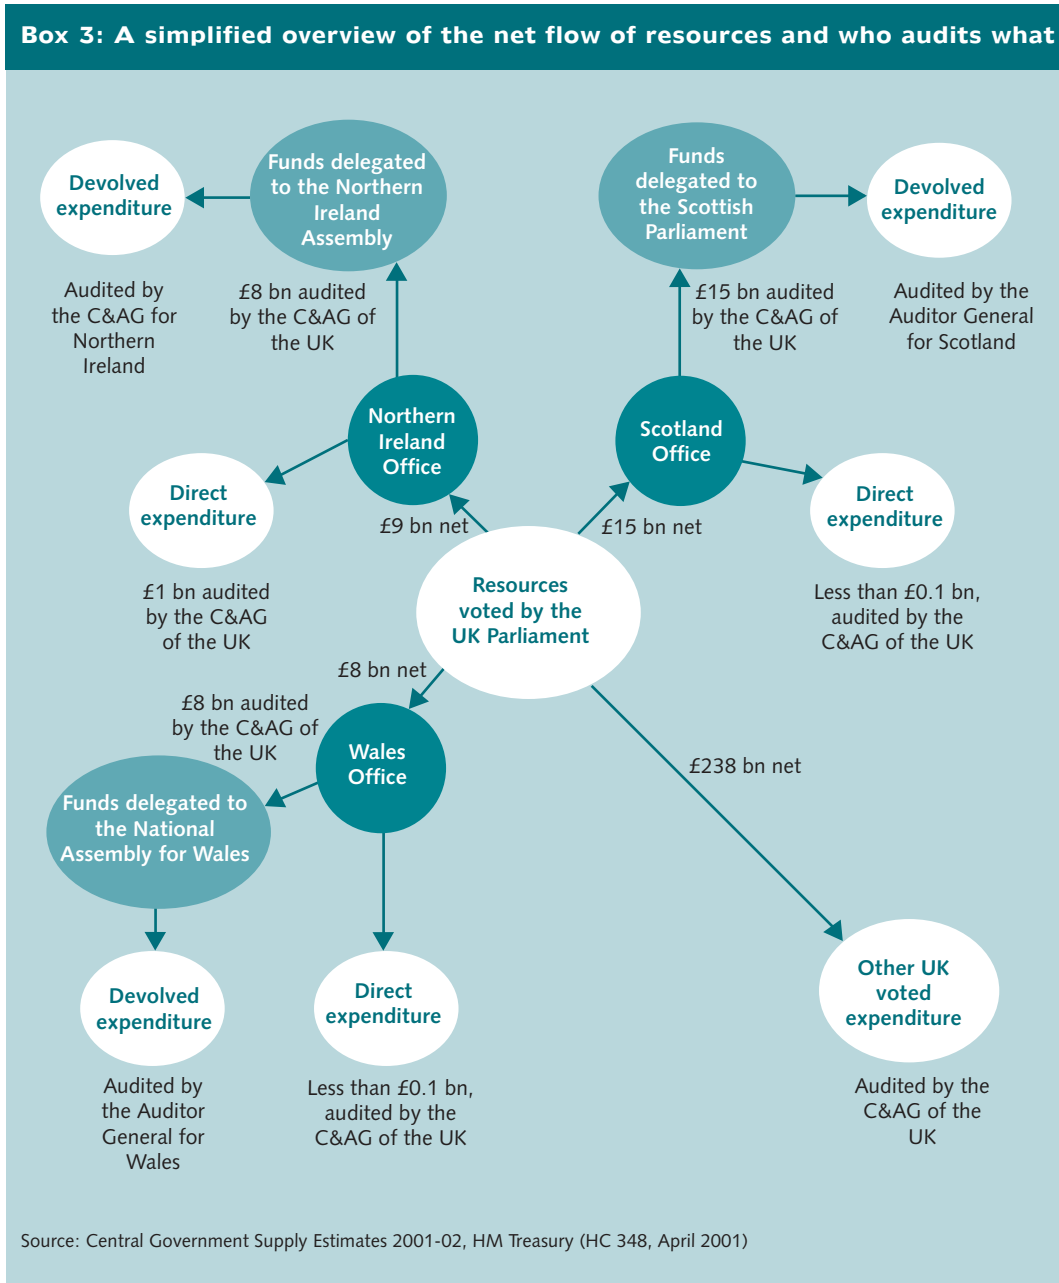 Box 3: A simplified overview of the net flow of resources and who audits what
Devolved
expenditure
Audited by
the C&AG for
Northern
Ireland
Funds delegated
to the Northern
Ireland
Assembly
£8 bn audited
by the C&AG of
the UK
Funds
delegated to
the Scottish
Parliament
£15 bn audited
by the C&AG of
the UK
Devolved
expenditure
Audited by the
Auditor General
for Scotland
Northern
Ireland
Office
Scotland
Office
Direct
expenditure
£1 bn audited
by the C&AG
of the UK
£9 bn net
£15 bn net
Direct
expenditure
Less than £0.1 bn,
audited by the
C&AG of the UK
Resources
voted by the
UK Parliament
£8 bn net
£8 bn audited
by the C&AG of
the UK
Wales
Office
£238 bn net
Funds delegated to
the National
Assembly for Wales
Devolved
expenditure
Audited by
the Auditor
General for
Wales
Direct
expenditure
Less than £0.1 bn,
audited by the
C&AG of the UK
Other UK
voted
expenditure
Audited by the
C&AG of the
UK
Source: Central Government Supply Estimates 2001-02, HM Treasury (HC 348, April 2001)